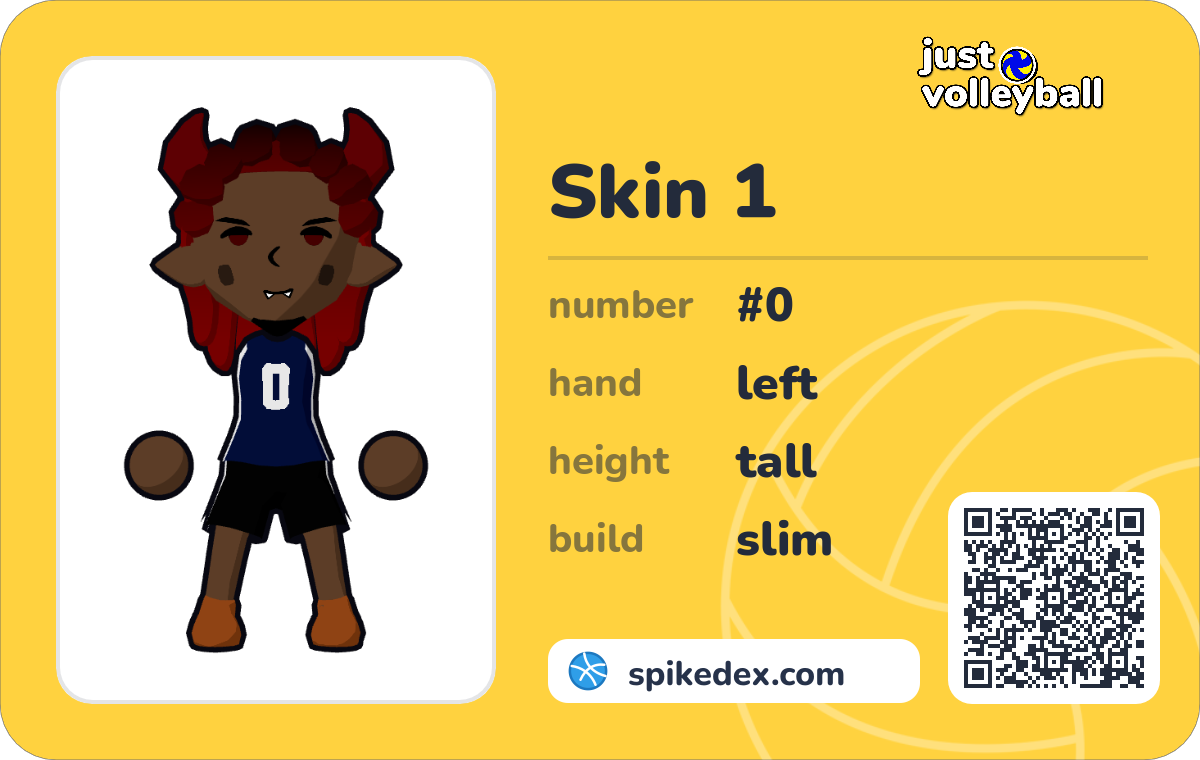 just
volleyball
Skin 1
number #0
hand left
height tall
build slim
0
spikedex.com